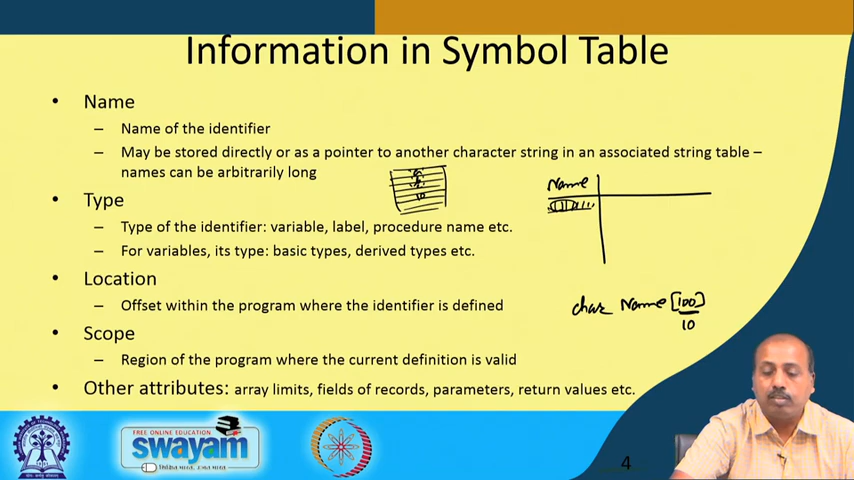 Information in Symbol Table
• Name
– Name of the identifier
– May be stored directly or as a pointer to another character string in an associated string table –
names can be arbitrarily long
Name
• Type
– Type of the identifier: variable, label, procedure name etc.
– For variables, its type: basic types, derived types etc.
• Location
– Offset within the program where the identifier is defined
char Name [100]
10
• Scope
– Region of the program where the current definition is valid
• Other attributes: array limits, fields of records, parameters, return values etc.
FREE ONLINE EDUCATION
swayam
4